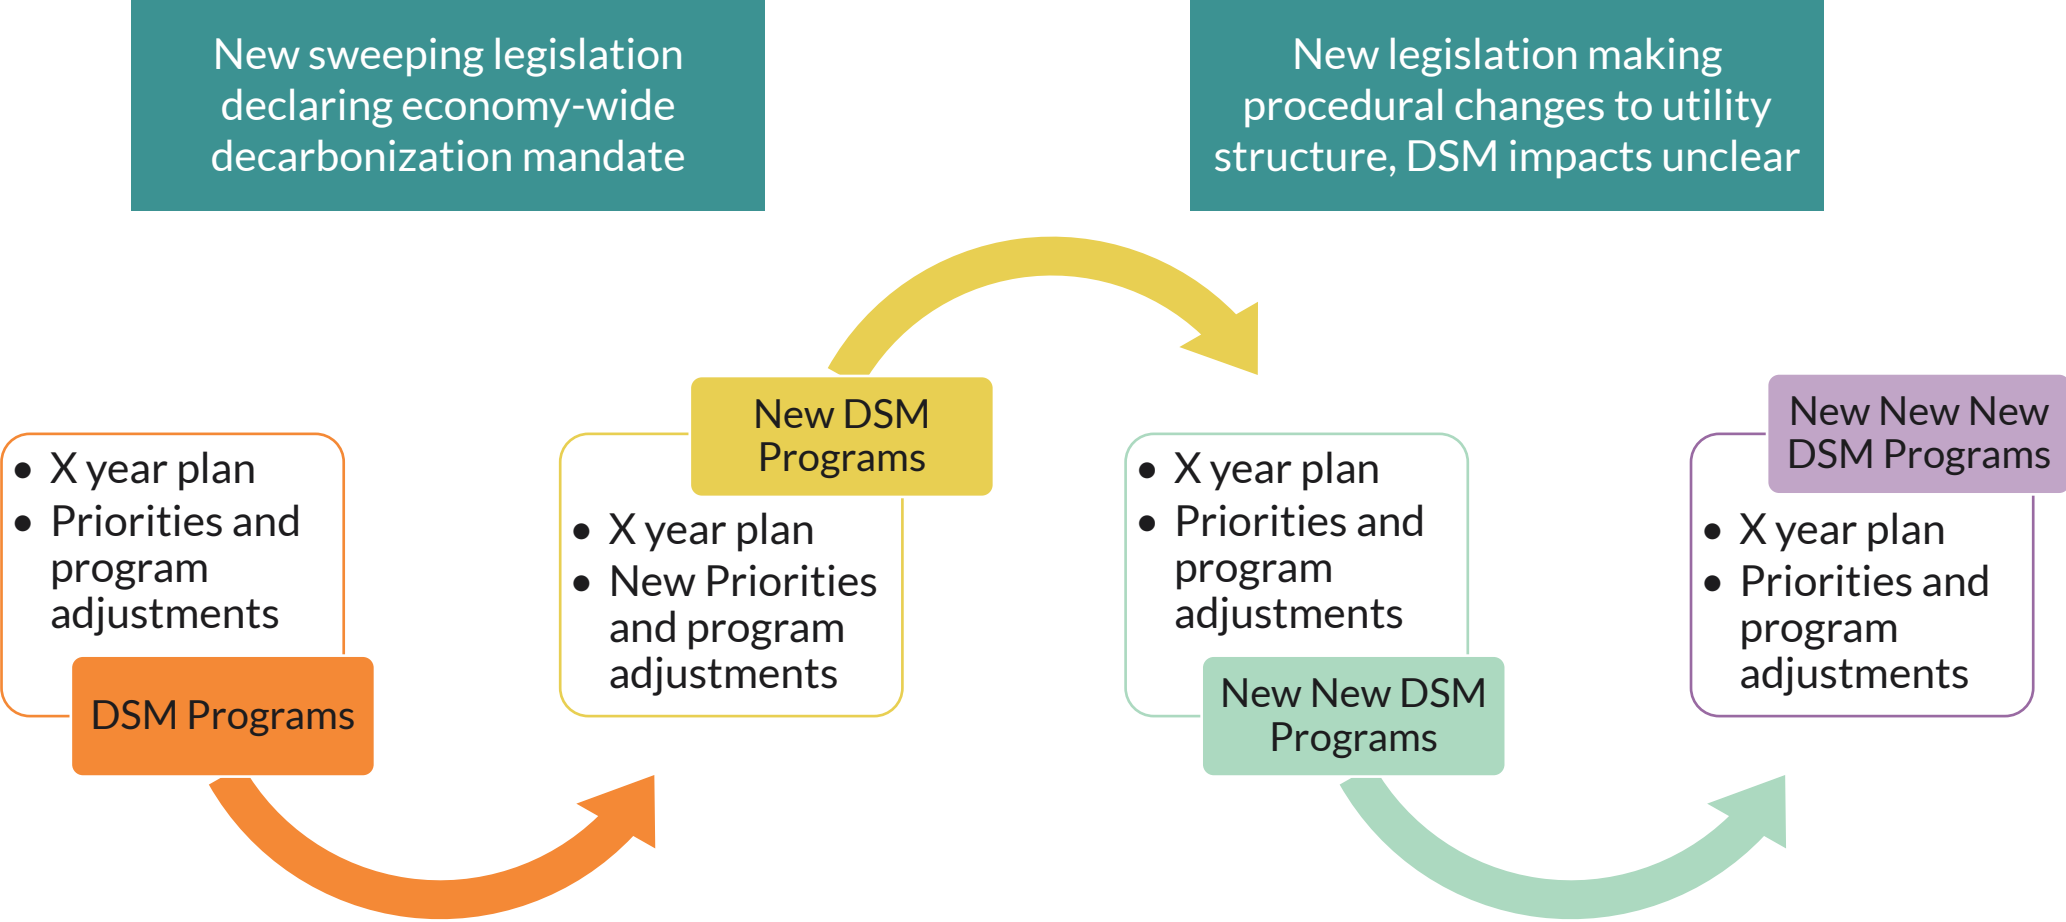 New sweeping legislation
declaring economy-wide
decarbonization mandate
New legislation making
procedural changes to utility
structure, DSM impacts unclear
• X year plan
• Priorities and
program
adjustments
DSM Programs
New DSM
Programs
• X year plan
• New Priorities
and program
adjustments
• X year plan
• Priorities and
program
adjustments
New New DSM
Programs
New New New
DSM Programs
• X year plan
• Priorities and
program
adjustments